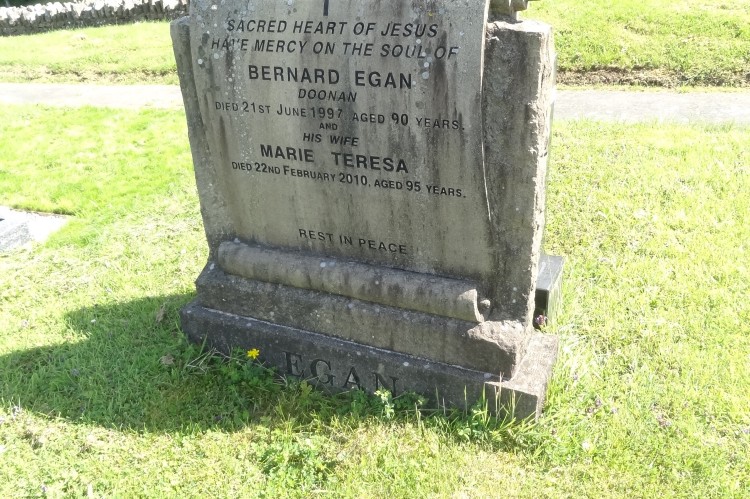 SACRED HEART OF JESUS
HAVE MERCY ON THE SOUL OF
BERNARD EGAN
DOONAN
DIED 21ST JUNE 1997, AGED 90 YEARS.
AND
HIS WIFE
MARIE TERESA
DIED 22ND FEBRUARY 2010, AGED 95 YEARS.
REST IN PEACE
EGAN